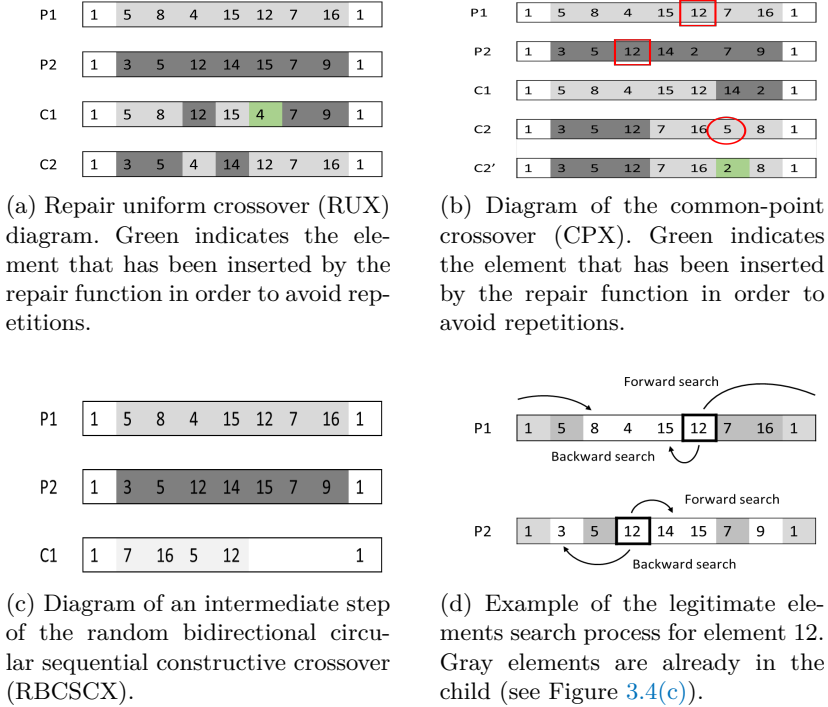 P1 1 5 8 4 15 12 7 16 1
P2 1 3 5 12 14 15 7 9 1
C1 1 5 8 12 15 4 7 9 1
C2 1 3 5 4 14 12 7 16 1
(a) Repair uniform crossover (RUX)
diagram. Green indicates the ele-
ment that has been inserted by the
repair function in order to avoid rep-
etitions.
P1 1 5 8 4 15 12 7 16 1
P2 1 3 5 12 14 2 7 9 1
C1 1 5 8 4 15 12 14 2 1
C2 1 3 5 12 7 16 5 8 1
C2' 1 3 5 12 7 16 2 8 1
(b) Diagram of the common-point
crossover (CPX). Green indicates
the element that has been inserted
by the repair function in order to
avoid repetitions.
P1 1 5 8 4 15 12 7 16 1
P2 1 3 5 12 14 15 7 9 1
C1 1 7 16 5 12 1
(c) Diagram of an intermediate step
of the random bidirectional circu-
lar sequential constructive crossover
(RBCSCX).
Forward search
P1 1 5 8 4 15 12 7 16 1
Backward search
Forward search
P2 1 3 5 12 14 15 7 9 1
Backward search
(d) Example of the legitimate ele-
ments search process for element 12.
Gray elements are already in the
child (see Figure 3.4(c)).